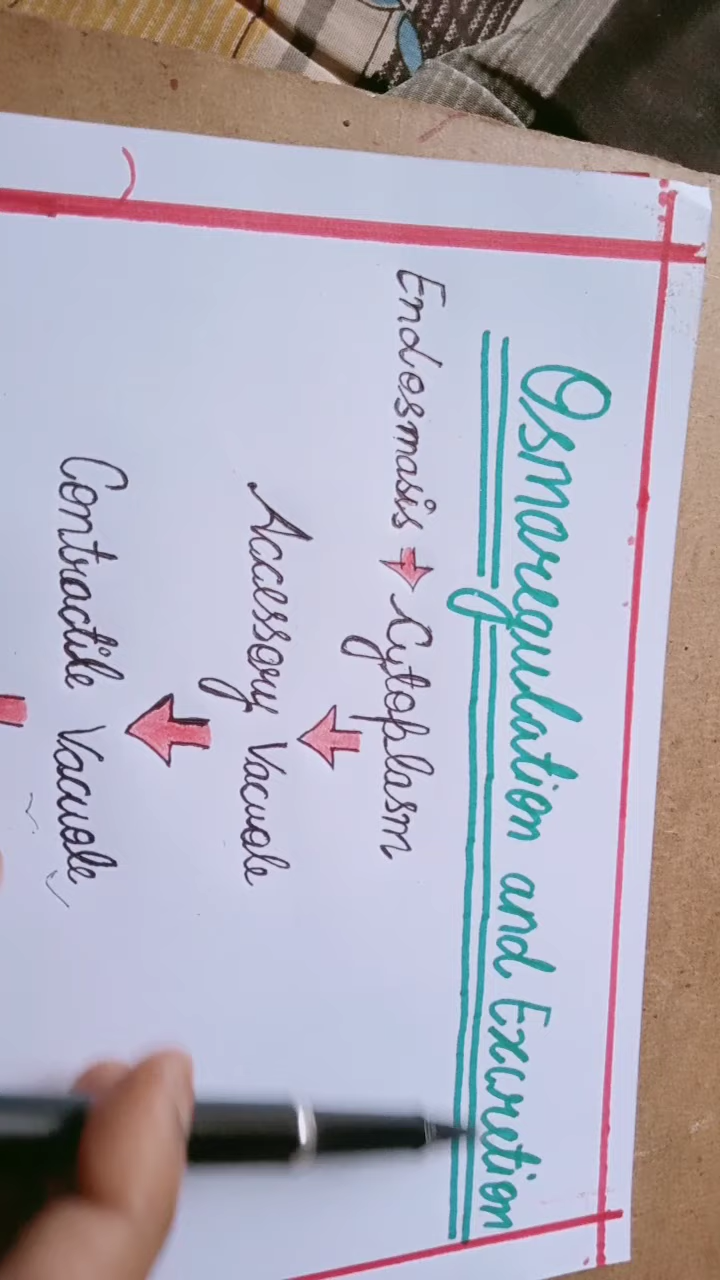 Osmoregulation and Excretion
Endosmosis → Cytoplasm
Accessory Vacuole
Contractile Vacuole